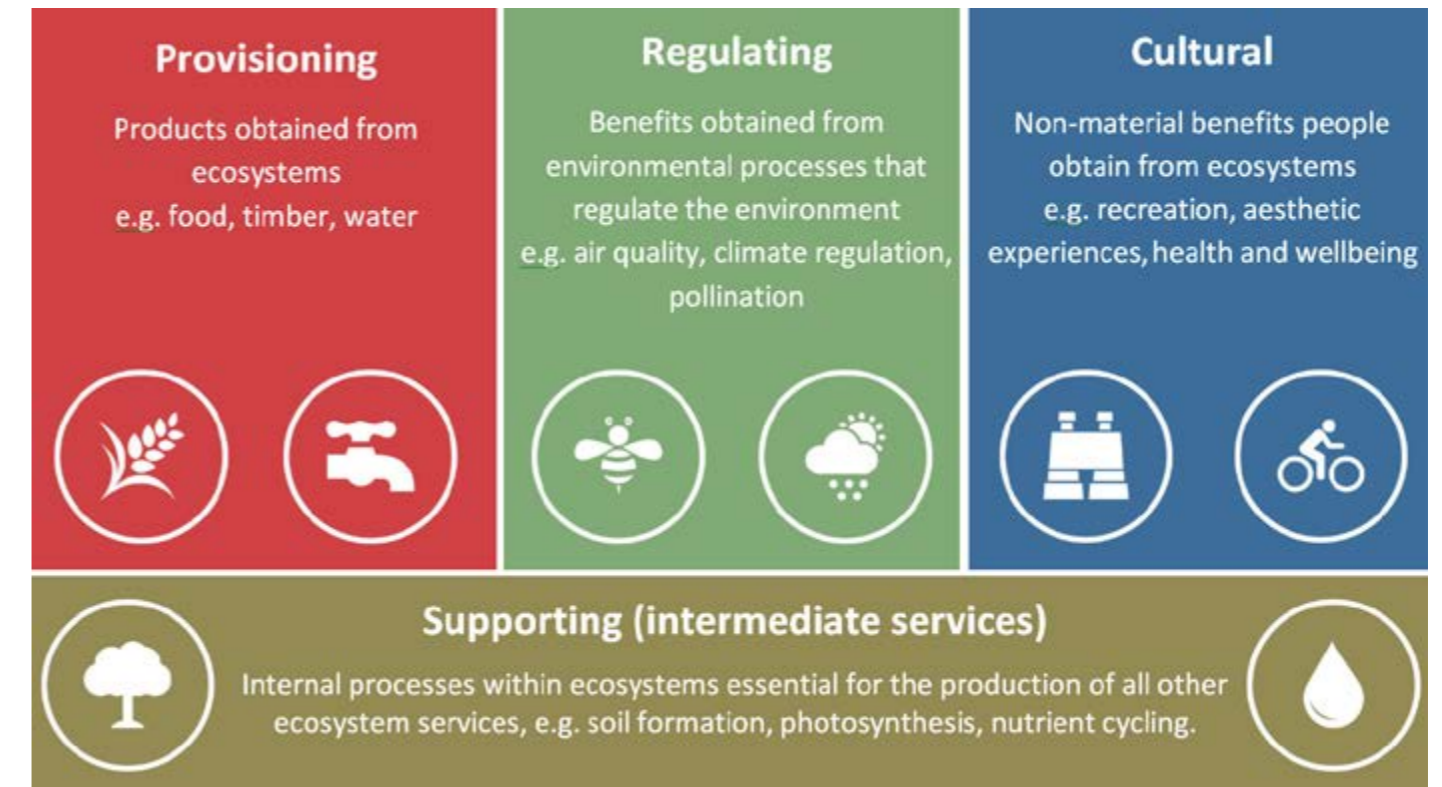 Provisioning
Products obtained from
ecosystems
e.g. food, timber, water
Regulating
Benefits obtained from
environmental processes that
regulate the environment
e.g. air quality, climate regulation,
pollination
Cultural
Non-material benefits people
obtain from ecosystems
e.g. recreation, aesthetic
experiences, health and wellbeing
Supporting (intermediate services)
Internal processes within ecosystems essential for the production of all other
ecosystem services, e.g. soil formation, photosynthesis, nutrient cycling.